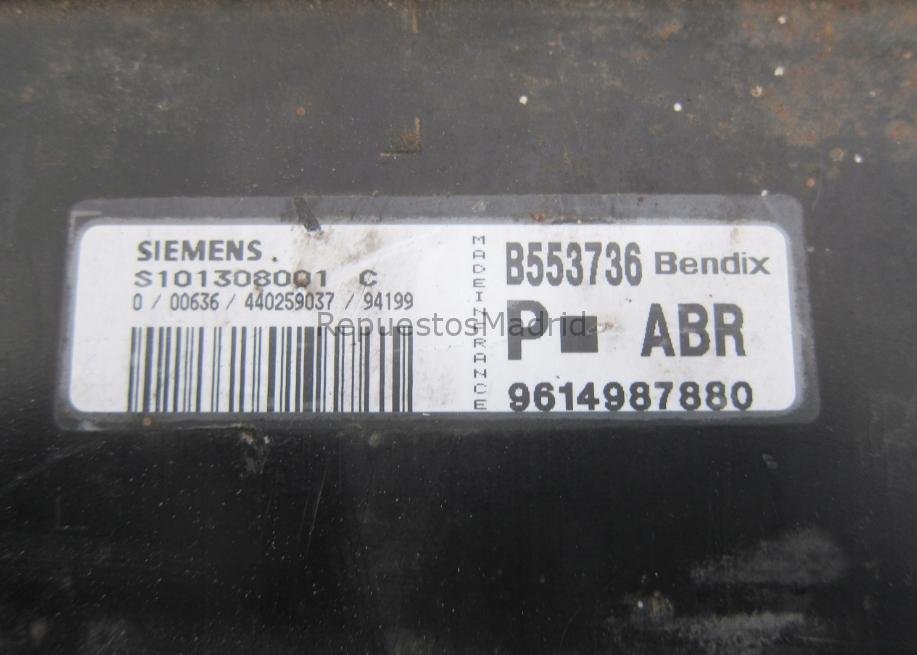 SIEMENS.
S101308001 C
0 / 00636 / 440259037 / 94199
MADE IN FRANCE
B553736 Bendix
P■ ABR
9614987880
RepuestosMadrid